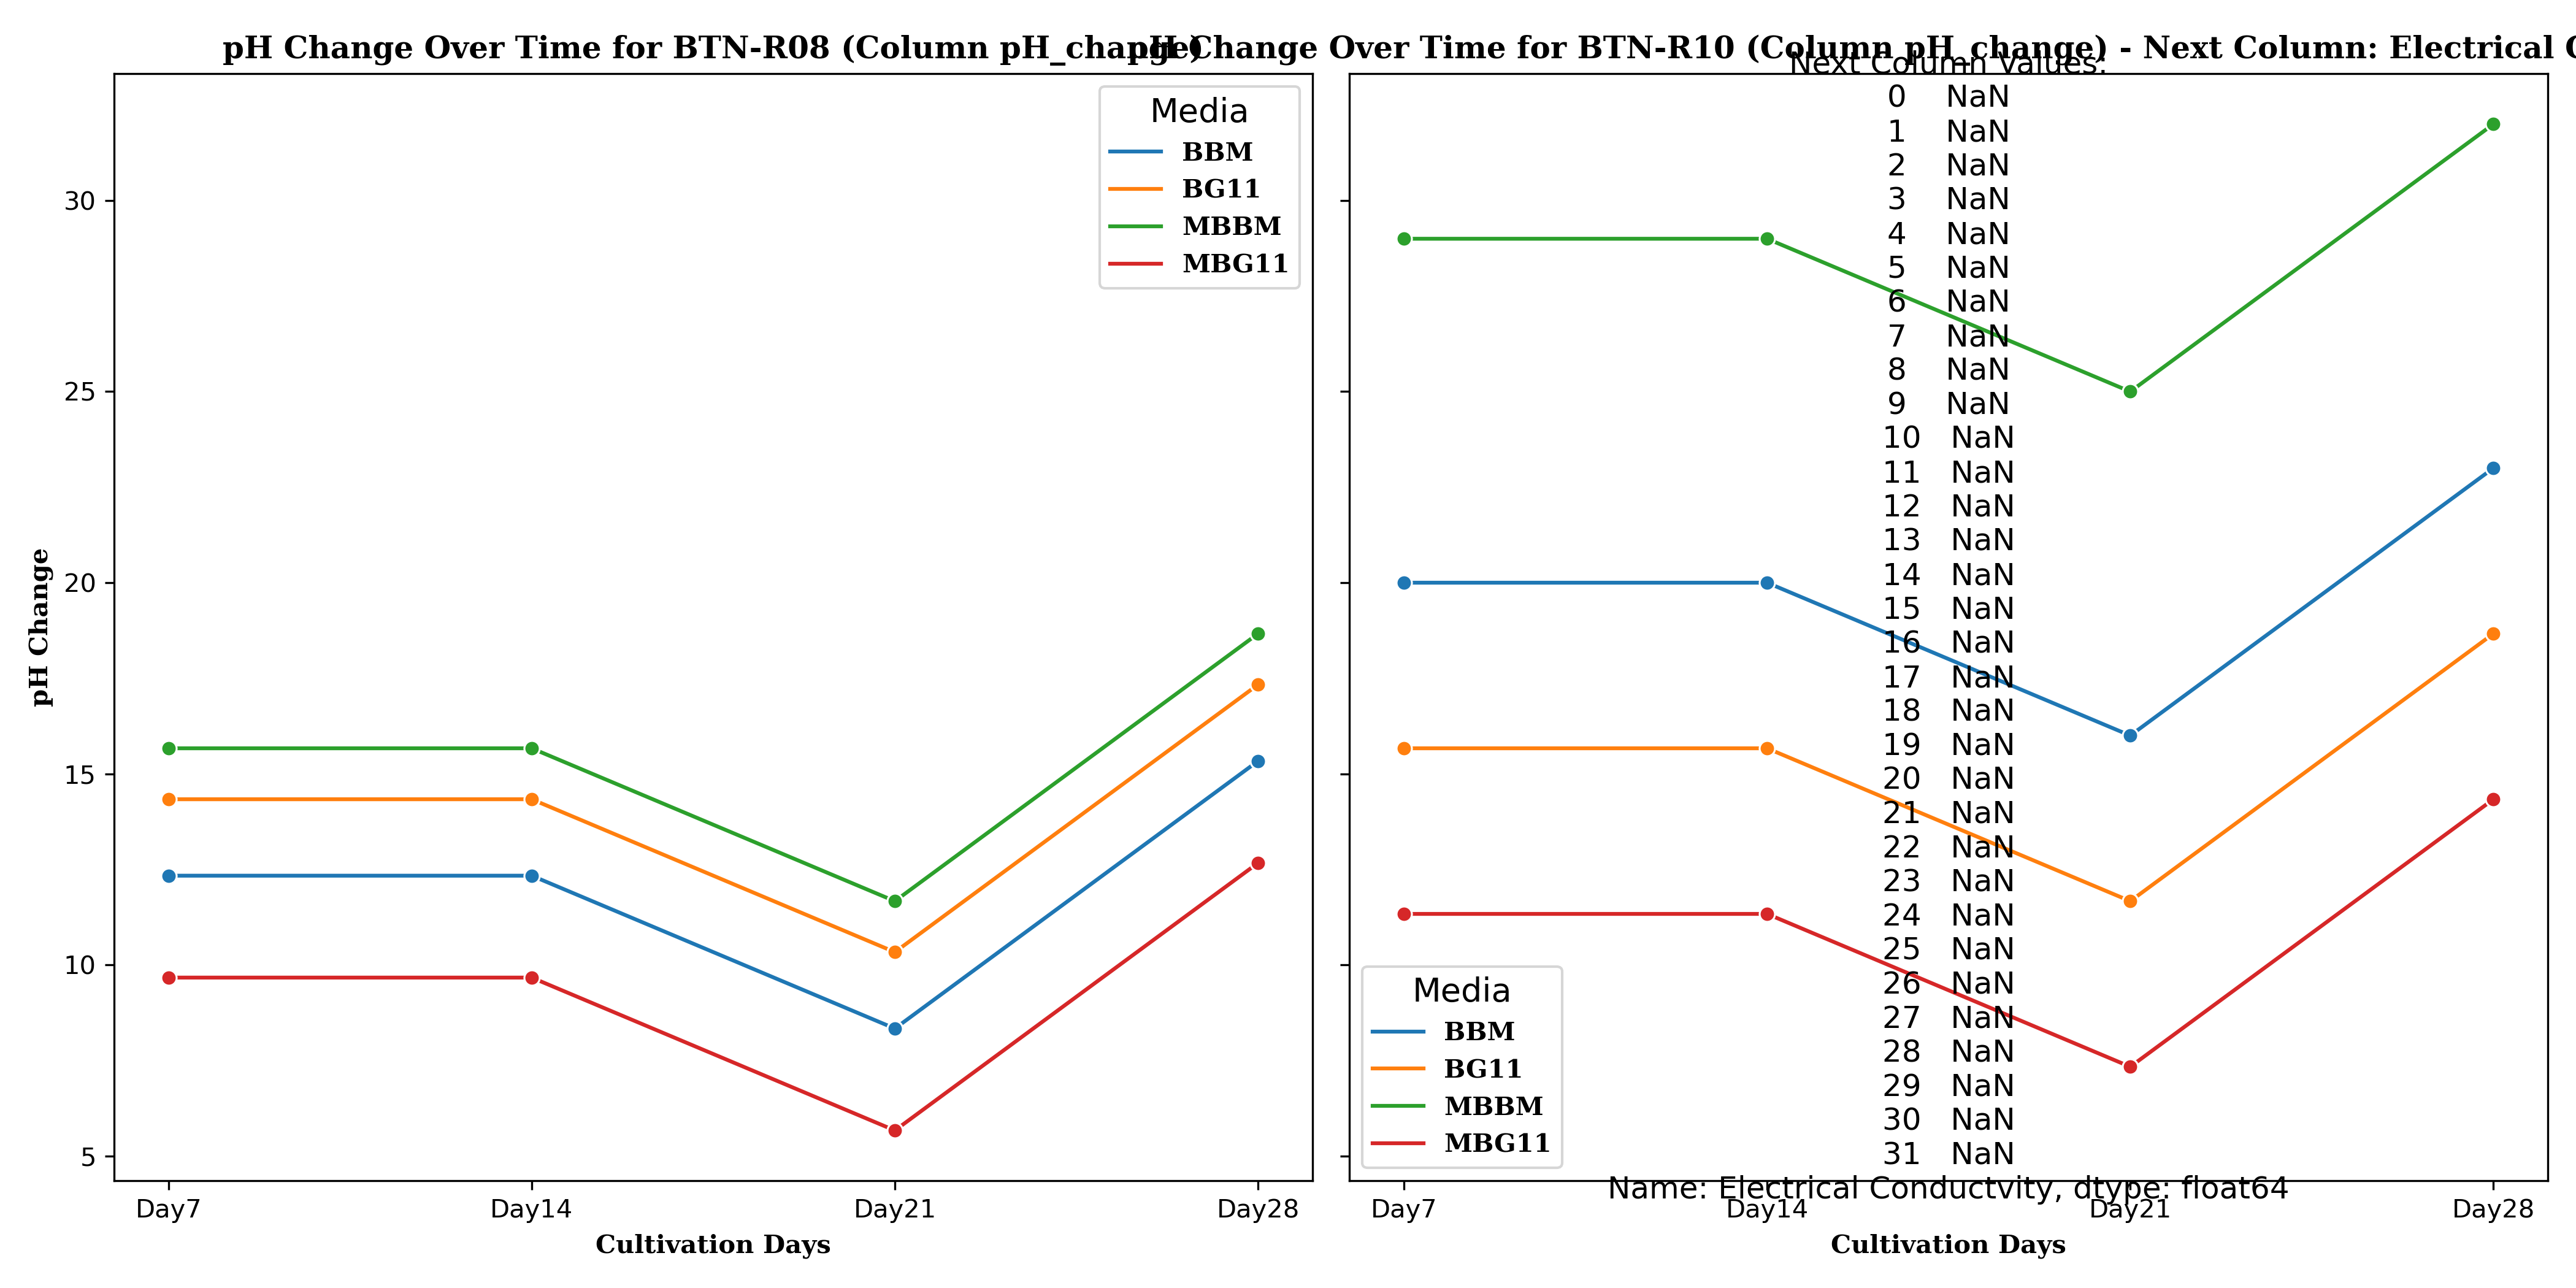 pH Change Over Time for BTN-R08 (Column pH_change)
pH Change Over Time for BTN-R10 (Column pH_change) - Next Column: Electrical
Media
BBM
BG11
MBBM
MBG11
30
25
20
15
10
5
pH Change
Day7 Day14 Day21 Day28
Cultivation Days
Next Column Values:
0 NaN
1 NaN
2 NaN
3 NaN
4 NaN
5 NaN
6 NaN
7 NaN
8 NaN
9 NaN
10 NaN
11 NaN
12 NaN
13 NaN
14 NaN
15 NaN
16 NaN
17 NaN
18 NaN
19 NaN
20 NaN
21 NaN
22 NaN
23 NaN
24 NaN
25 NaN
26 NaN
27 NaN
28 NaN
29 NaN
30 NaN
31 NaN
Name: Electrical Conductvity, dtype: float64
Media
BBM
BG11
MBBM
MBG11
Day7 Day14 Day21 Day28
Cultivation Days